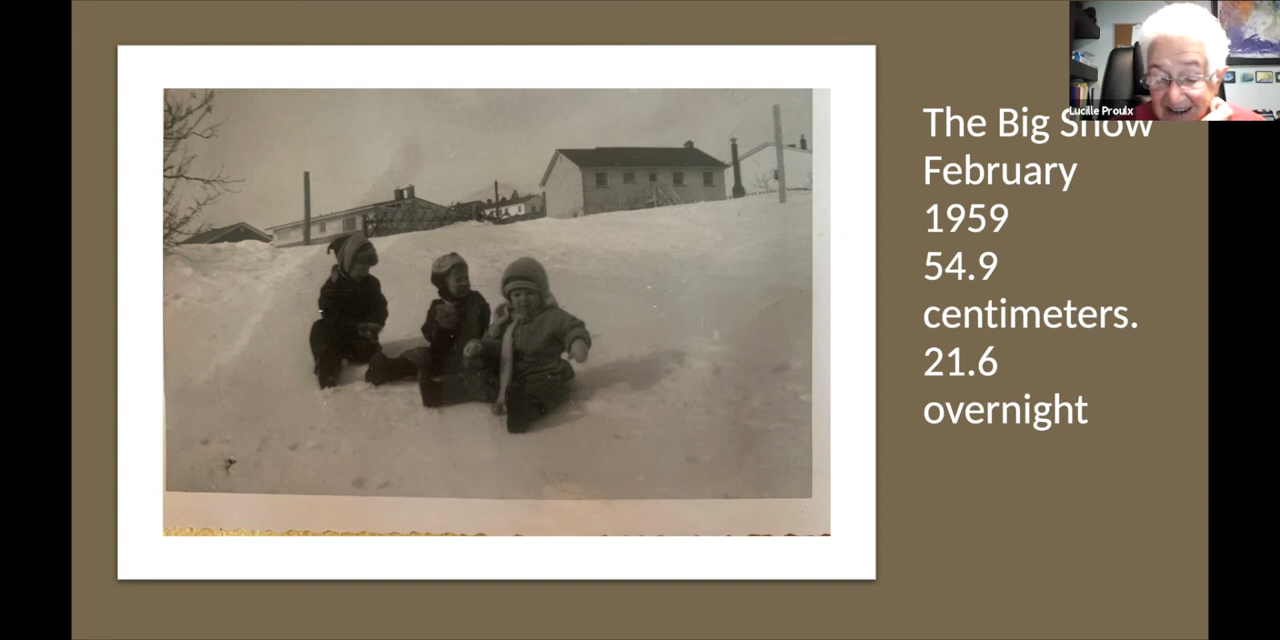 Lucille Proulx
The Big Snow
February
1959
54.9
centimeters.
21.6
overnight